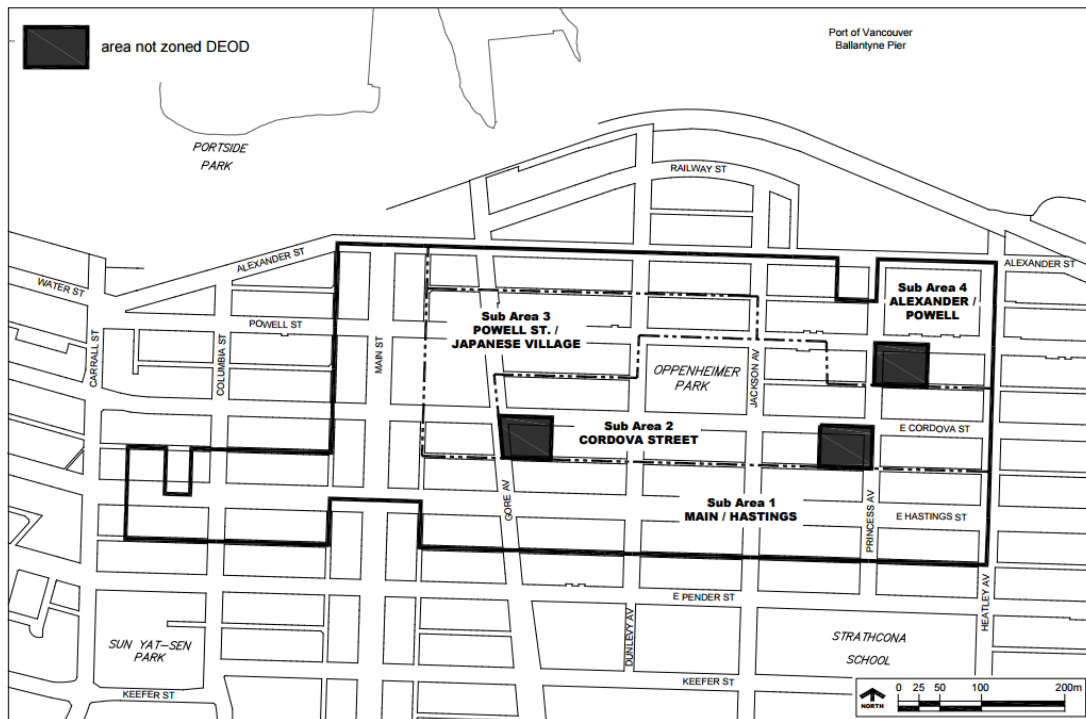 area not zoned DEOD
Port of Vancouver
Ballantyne Pier
PORTSIDE
PARK
RAILWAY ST
ALEXANDER ST
ALEXANDER ST
WATER ST
Sub Area 4
ALEXANDER /
POWELL
Sub Area 3
POWELL ST. /
JAPANESE VILLAGE
POWELL ST
CARRALL ST
COLUMBIA ST
MAIN ST
OPPENHEIMER
PARK
JACKSON AV
Sub Area 2
CORDOVA STREET
E CORDOVA ST
Sub Area 1
MAIN / HASTINGS
GORE AV
PRINCESS AV
E HASTINGS ST
E PENDER ST
DUNLEVY AV
HEATLEY AV
SUN YAT-SEN
PARK
STRATHCONA
SCHOOL
KEEFER ST
KEEFER ST
NORTH
0 25 50 100 200m